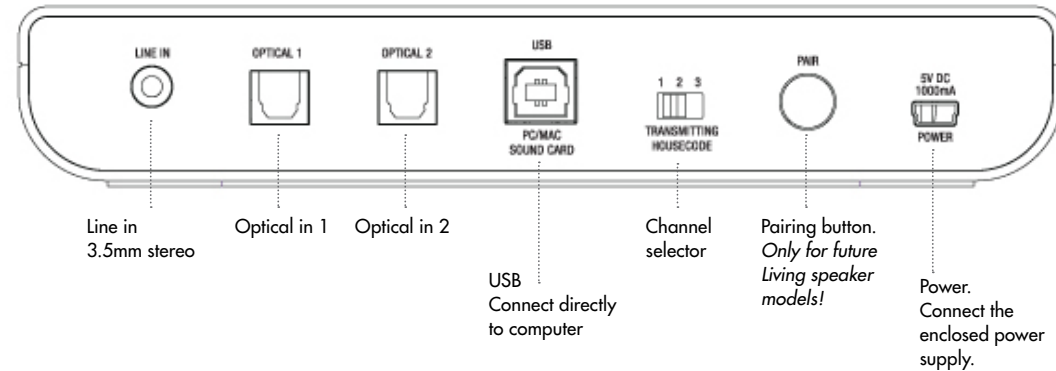 LINE IN
OPTICAL 1
OPTICAL 2
USB
PC/MAC
SOUND CARD
1 2 3
TRANSMITTING
HOUSECODE
PAIR
5V DC
1000mA
POWER
Line in
3.5mm stereo
Optical in 1
Optical in 2
USB
Connect directly
to computer
Channel
selector
Pairing button.
Only for future
Living speaker
models!
Power.
Connect the
enclosed power
supply.